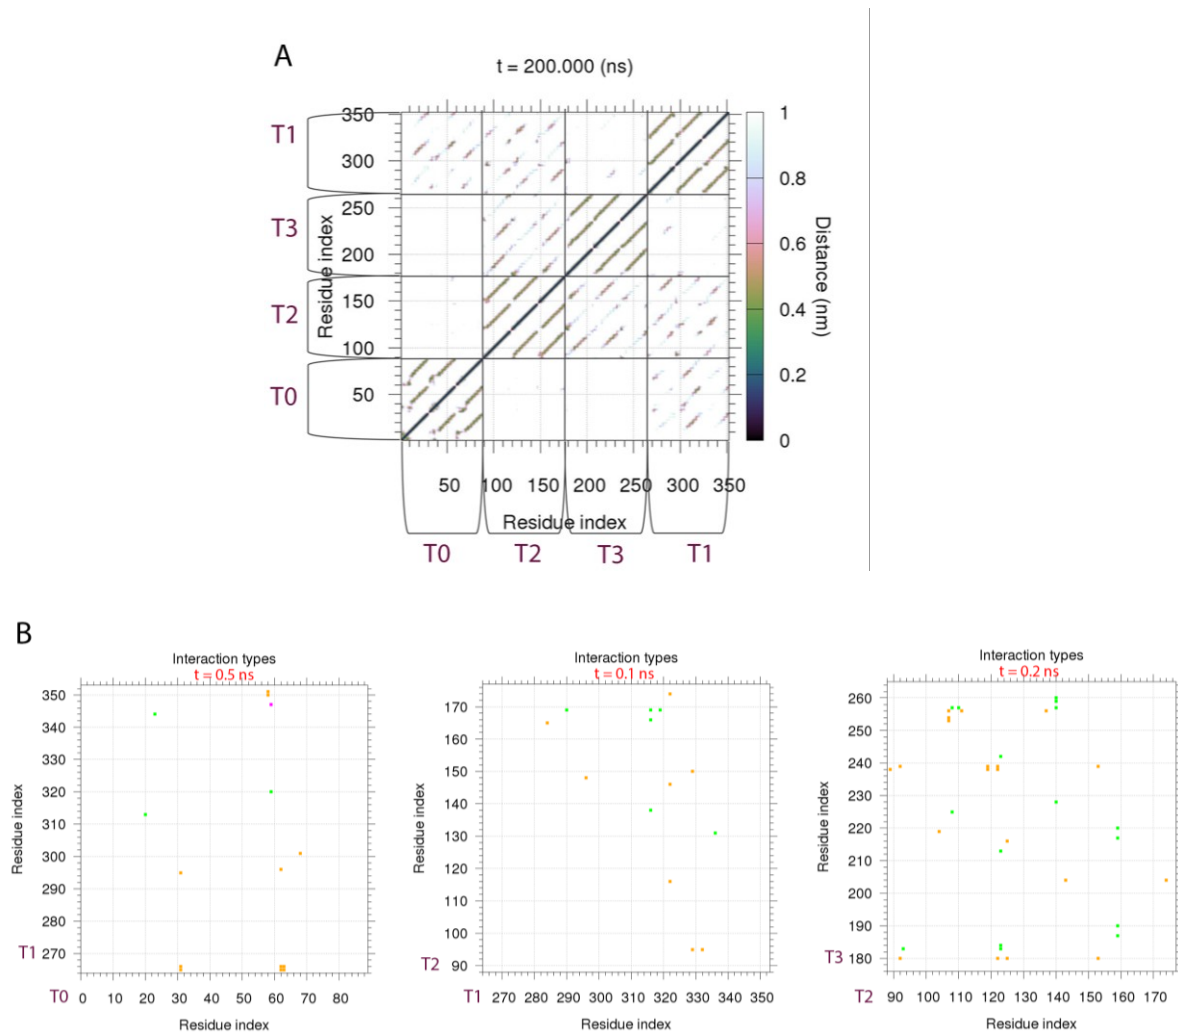 A
t = 200.000 (ns)
T1
T3
T2
T0
350
300
250
200
150
100
50
Residue index
1
0.8
0.6
0.4
0.2
0
Distance (nm)
50 100 150 200 250 300 350
Residue index
T0 T2 T3 T1
B
Interaction types
t = 0.5 ns
350
340
330
320
310
300
290
280
270
Residue index
T1
T0
0 10 20 30 40 50 60 70 80
Residue index
Interaction types
t = 0.1 ns
170
160
150
140
130
120
110
100
90
Residue index
T2
T1
270 280 290 300 310 320 330 340 350
Residue index
Interaction types
t = 0.2 ns
260
250
240
230
220
210
200
190
180
Residue index
T3
T2
90 100 110 120 130 140 150 160 170
Residue index